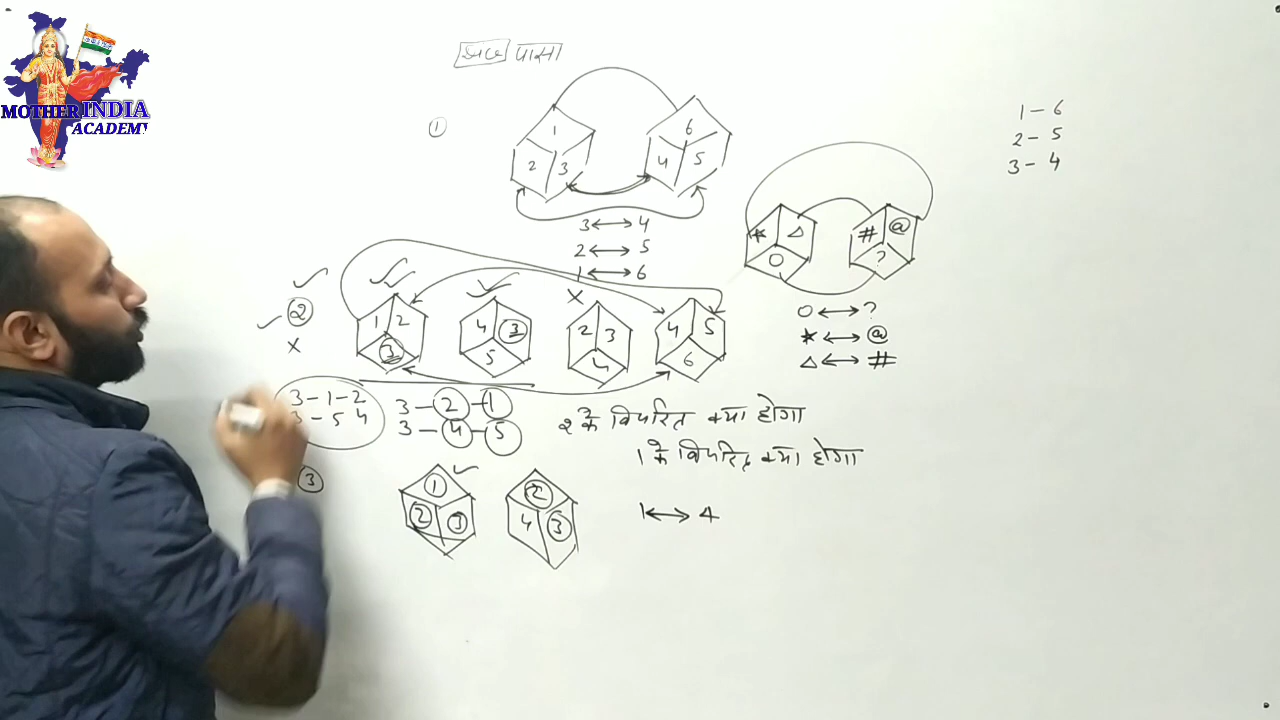 MOTHER INDIA
ACADEMY
पासा
①
1
2 3
6
4 5
1 - 6
2 - 5
3 - 4
3 ↔ 4
2 ↔ 5
1 ↔ 6
★ △
O
# @
?
O ↔ ?
★ ↔ @
△ ↔ #
②
1 2
3
4 3
5
2 3
4
4 5
6
3 - 1 - 2
3 - 5 4
3 - 2 - 1
3 - 4 - 5
2 के विपरित क्या होगा
1 के विपरित क्या होगा
③
1
2 3
2
4 3
1 ↔ 4